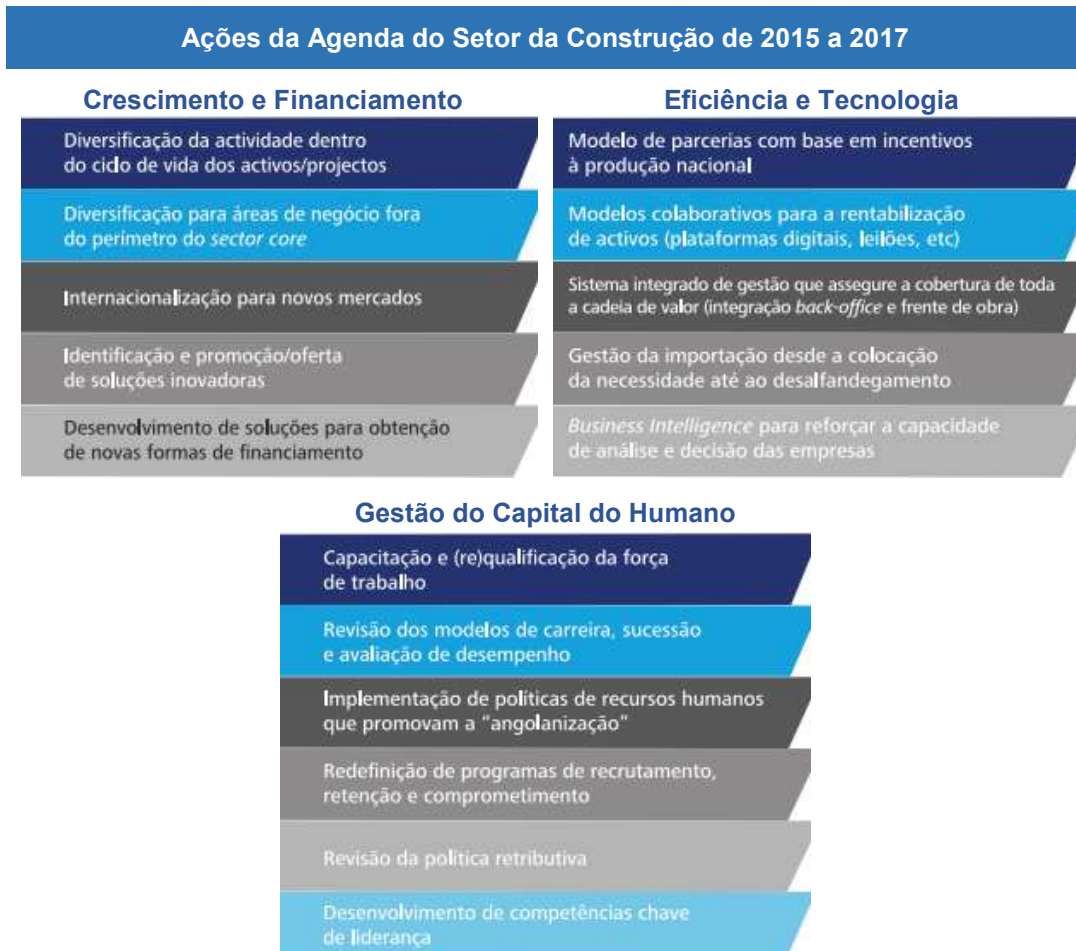 Ações da Agenda do Setor da Construção de 2015 a 2017
Crescimento e Financiamento
Diversificação da actividade dentro
do ciclo de vida dos activos/projectos
Diversificação para áreas de negócio fora
do perímetro do sector core
Internacionalização para novos mercados
Identificação e promoção/oferta
de soluções inovadoras
Desenvolvimento de soluções para obtenção
de novas formas de financiamento
Eficiência e Tecnologia
Modelo de parcerias com base em incentivos
à produção nacional
Modelos colaborativos para a rentabilização
de activos (plataformas digitais, leilões, etc)
Sistema integrado de gestão que assegure a cobertura de toda
a cadeia de valor (integração back-office e frente de obra)
Gestão da importação desde a colocação
da necessidade até ao desalfandegamento
Business Intelligence para reforçar a capacidade
de análise e decisão das empresas
Gestão do Capital do Humano
Capacitação e (re)qualificação da força
de trabalho
Revisão dos modelos de carreira, sucessão
e avaliação de desempenho
Implementação de políticas de recursos humanos
que promovam a “angolanização”
Redefinição de programas de recrutamento,
retenção e comprometimento
Revisão da política retributiva
Desenvolvimento de competências chave
de liderança